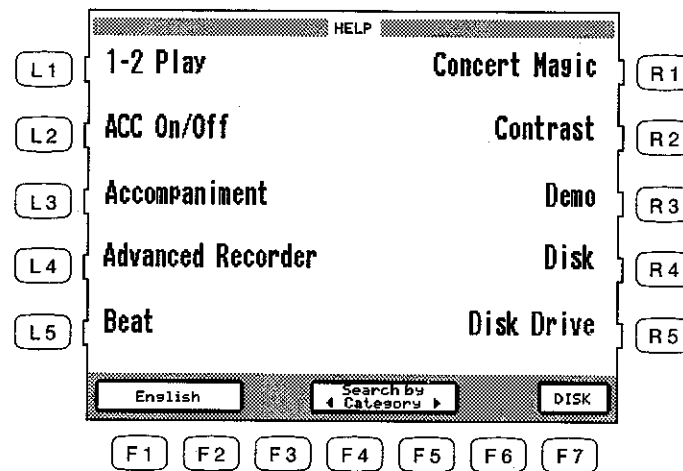 HELP
L1 1-2 Play Concert Magic R1
L2 ACC On/Off Contrast R2
L3 Accompaniment Demo R3
L4 Advanced Recorder Disk R4
L5 Beat Disk Drive R5
English Search by DISK
◀ Category ▶
F1 F2 F3 F4 F5 F6 F7